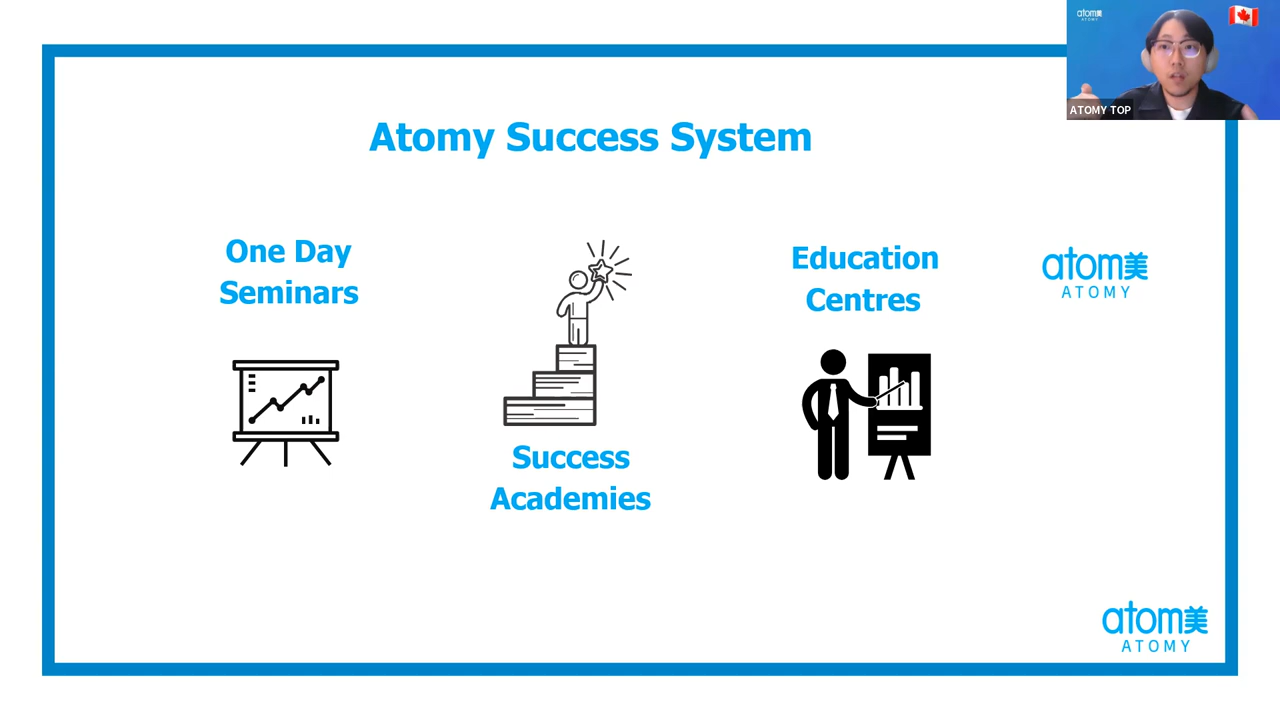 atom美
ATOMY
ATOMY TOP
Atomy Success System
One Day
Seminars
Success
Academies
Education
Centres
atom美
ATOMY
atom美
ATOMY